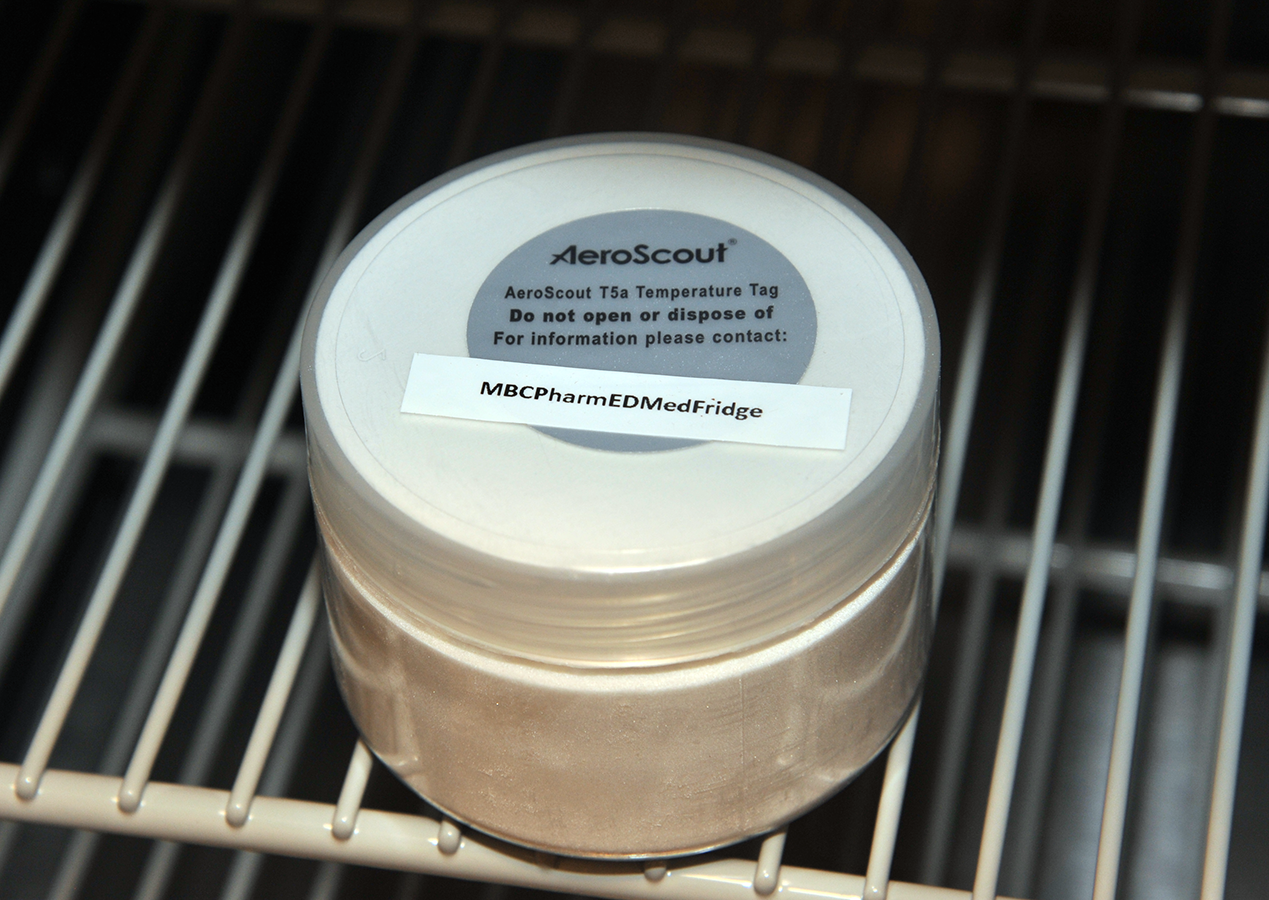 AeroScout®
AeroScout T5a Temperature Tag
Do not open or dispose of
For information please contact:
MBCPharmEDMedFridge